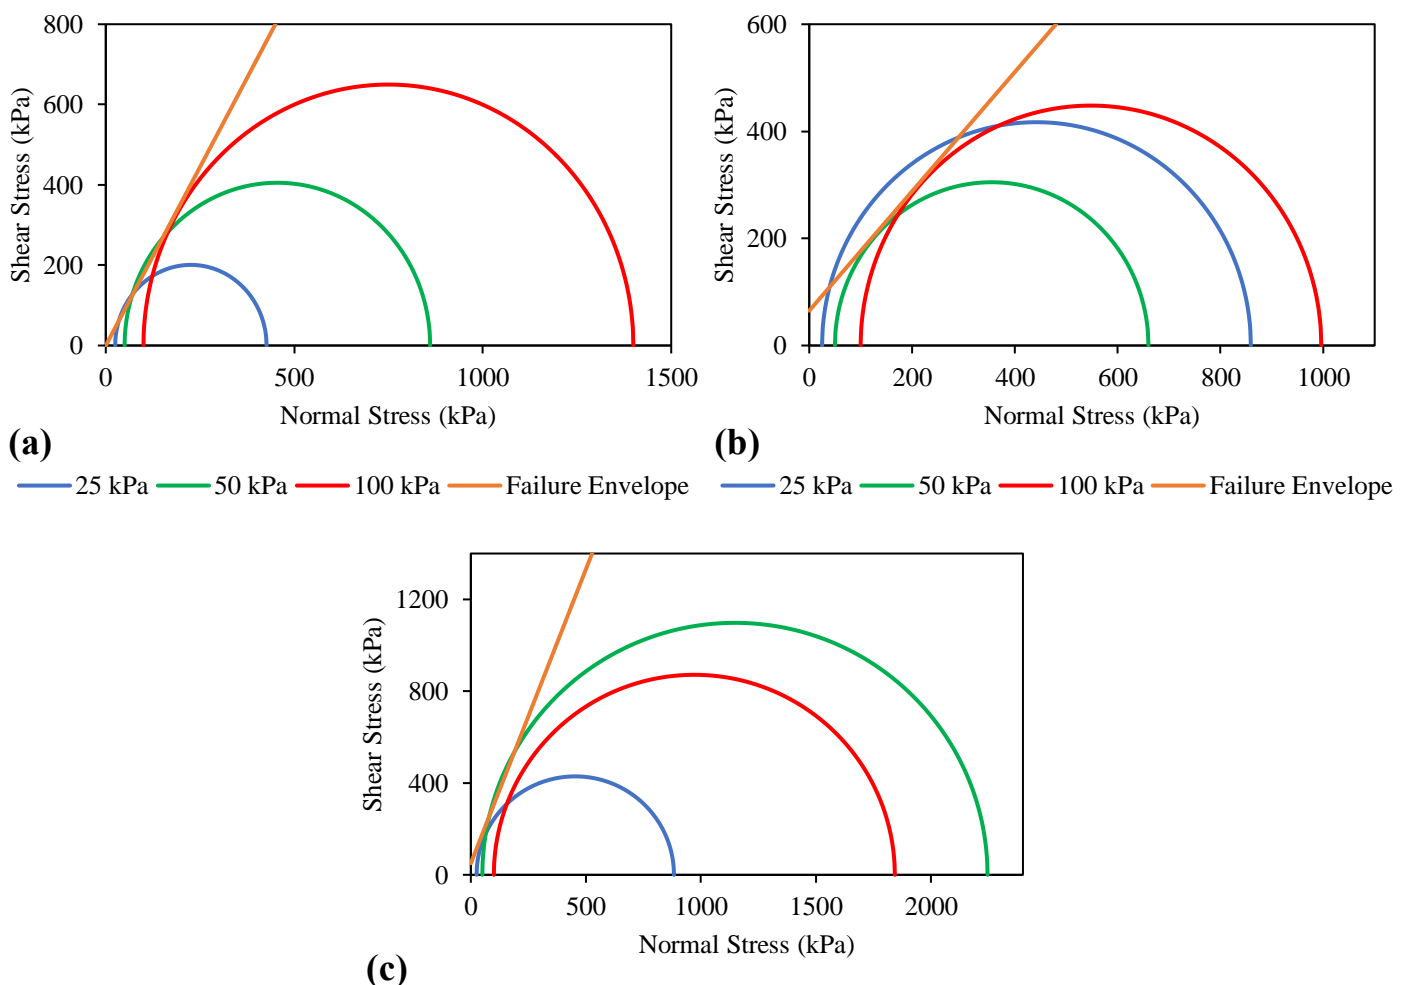 800
600
400
200
0
Shear Stress (kPa)
0 500 1000 1500
Normal Stress (kPa)
(a)
25 kPa 50 kPa 100 kPa Failure Envelope
600
400
200
0
Shear Stress (kPa)
0 200 400 600 800 1000
Normal Stress (kPa)
(b)
25 kPa 50 kPa 100 kPa Failure Envelope
1200
800
400
0
Shear Stress (kPa)
0 500 1000 1500 2000
Normal Stress (kPa)
(c)